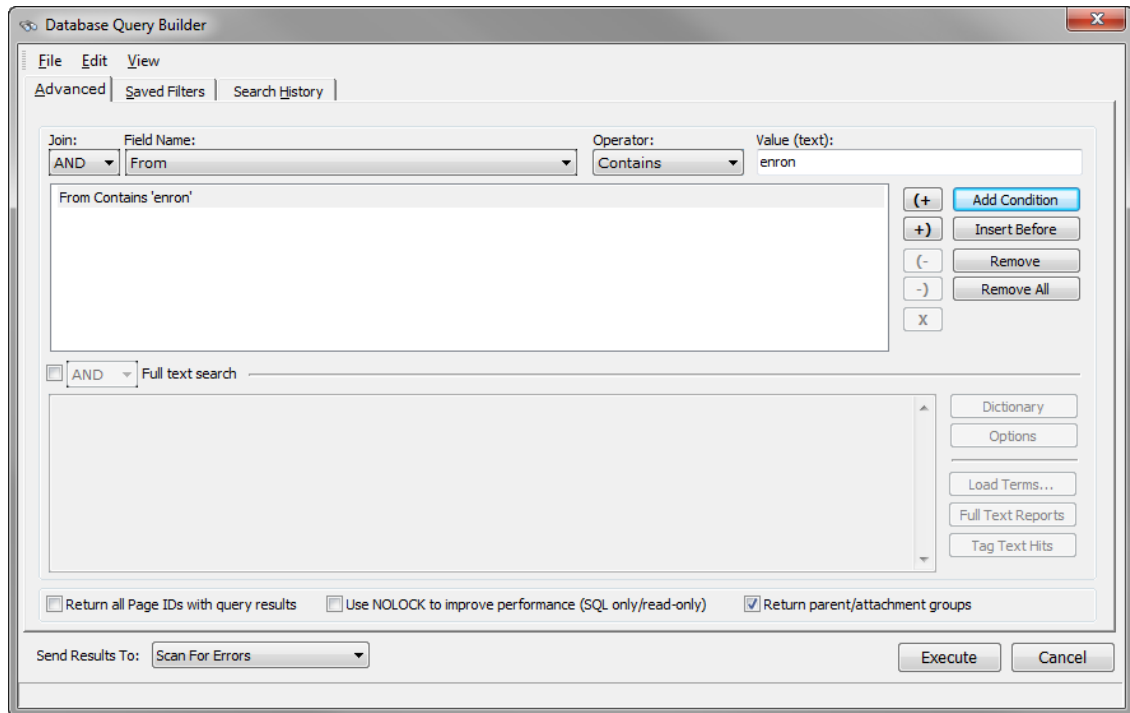 Database Query Builder
x
File Edit View
Advanced Saved Filters Search History
Join: Field Name: Operator: Value (text):
AND From Contains enron
From Contains 'enron'
(+ Add Condition
+) Insert Before
(- Remove
-) Remove All
X
AND Full text search
Dictionary
Options
Load Terms...
Full Text Reports
Tag Text Hits
Return all Page IDs with query results Use NOLOCK to improve performance (SQL only/read-only) Return parent/attachment groups
Send Results To: Scan For Errors Execute Cancel